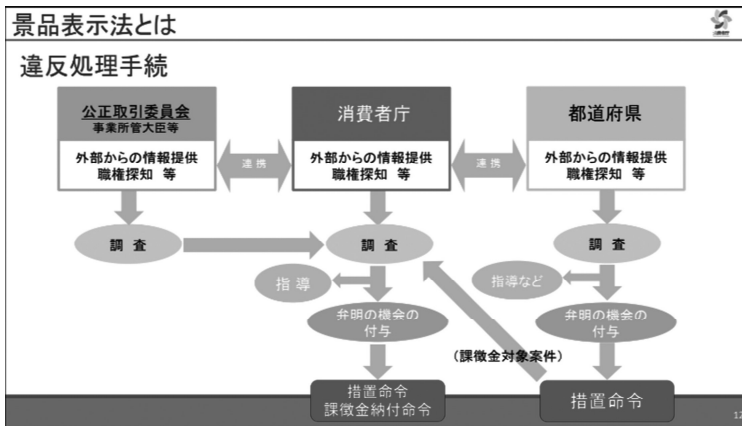 景品表示法とは
違反処理手続
公正取引委員会
事業所管大臣等
外部からの情報提供
職権探知 等
連携
消費者庁
外部からの情報提供
職権探知 等
連携
都道府県
外部からの情報提供
職権探知 等
調 査
調 査
調 査
指 導
指導など
弁明の機会の
付与
弁明の機会の
付与
(課徴金対象案件)
措置命令
課徴金納付命令
措置命令
12